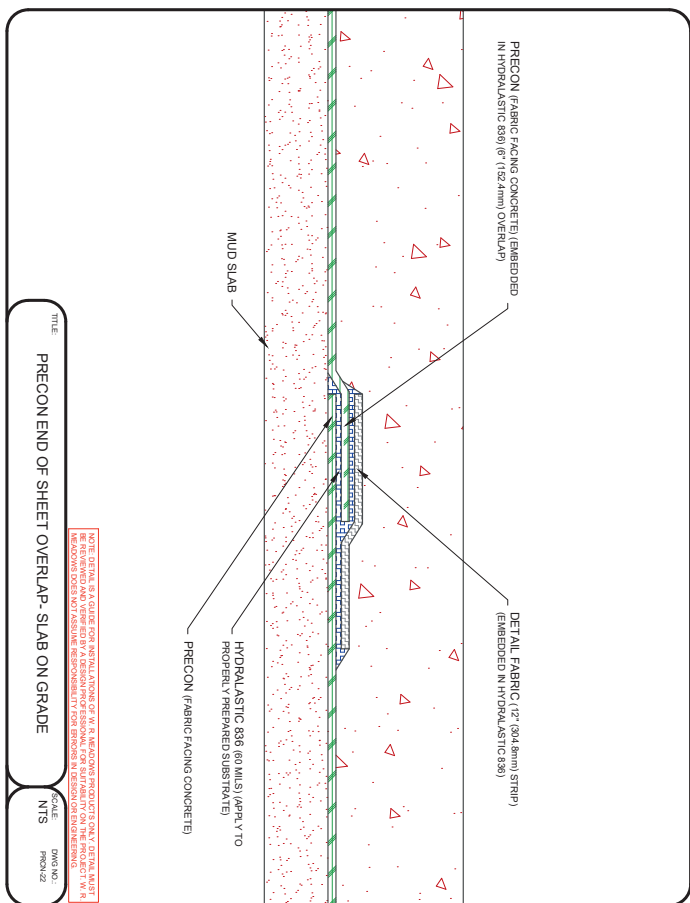 PRECON (FABRIC FACING CONCRETE) (EMBEDDED
IN HYDRALASTIC 836) (6" (152.4mm) OVERLAP)
DETAIL FABRIC (12" (304.8mm) STRIP)
(EMBEDDED IN HYDRALASTIC 836)
MUD SLAB
HYDRALASTIC 836 (60 MILS) (APPLY TO
PROPERLY PREPARED SUBSTRATE)
PRECON (FABRIC FACING CONCRETE)
NOTE: DETAIL IS A GUIDE FOR INSTALLATIONS OF W. R. MEADOWS PRODUCTS ONLY. DETAIL MUST
BE REVIEWED AND VERIFIED BY A DESIGN PROFESSIONAL FOR SUITABILITY ON THE PROJECT. W. R.
MEADOWS DOES NOT ASSUME RESPONSIBILITY FOR ERRORS IN DESIGN OR ENGINEERING.
TITLE:
PRECON END OF SHEET OVERLAP- SLAB ON GRADE
SCALE:
NTS
DWG NO.:
PRCN-22